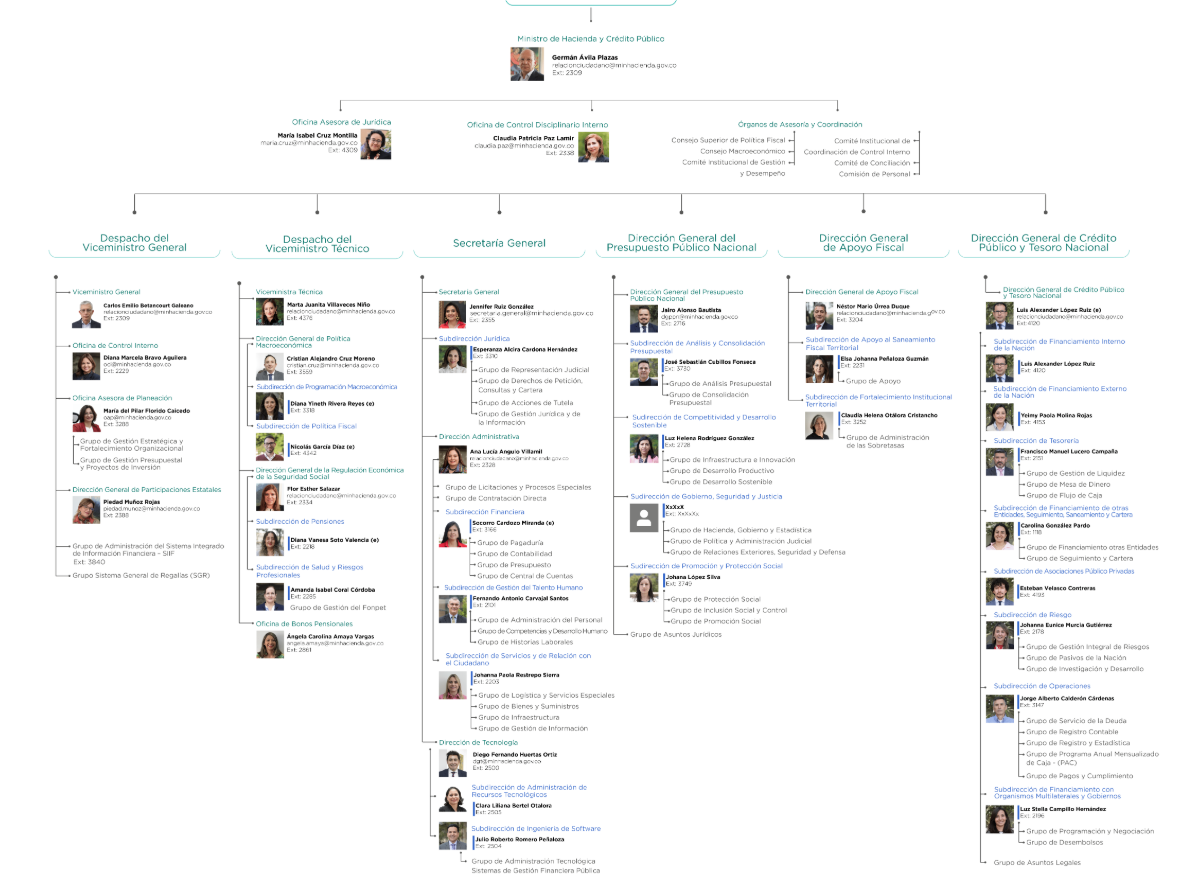 Ministro de Hacienda y Crédito Público
Germán Ávila Plazas
relacionciudadano@minhacienda.gov.co
Ext: 2309
Oficina Asesora de Jurídica
María Isabel Cruz Montilla
maria.cruz@minhacienda.gov.co
Ext: 4309
Oficina de Control Disciplinario Interno
Claudia Patricia Paz Lamir
claudia.paz@minhacienda.gov.co
Ext: 2338
Órganos de Asesoría y Coordinación
Consejo Superior de Política Fiscal
Consejo Macroeconómico
Comité Institucional de Gestión
y Desempeño
Comité Institucional de
Coordinación de Control Interno
Comité de Conciliación
Comisión de Personal
Despacho del
Viceministro General
Viceministro General
Carlos Emilio Betancourt Galeano
relacionciudadano@minhacienda.gov.co
Ext: 2309
Oficina de Control Interno
Diana Marcela Bravo Aguilera
oci@minhacienda.gov.co
Ext: 2229
Oficina Asesora de Planeación
María del Pilar Florido Caicedo
oap@minhacienda.gov.co
Ext: 3288
Grupo de Gestión Estratégica y
Fortalecimiento Organizacional
Grupo de Gestión Presupuestal
y Proyectos de Inversión
Dirección General de Participaciones Estatales
Piedad Muñoz Rojas
piedad.munoz@minhacienda.gov.co
Ext: 2388
Grupo de Administración del Sistema Integrado
de Información Financiera – SIIF
Ext: 3840
Grupo Sistema General de Regalías (SGR)
Despacho del
Viceministro Técnico
Viceministra Técnica
Marta Juanita Villaveces Niño
relacionciudadano@minhacienda.gov.co
Ext: 4376
Dirección General de Política
Macroeconómica
Cristian Alejandro Cruz Moreno
cristian.cruz@minhacienda.gov.co
Ext: 3559
Subdirección de Programación Macroeconómica
Diana Yineth Rivera Reyes (e)
Ext: 3318
Subdirección de Política Fiscal
Nicolás García Díaz (e)
Ext: 4342
Dirección General de la Regulación Económica
de la Seguridad Social
Flor Esther Salazar
relacionciudadano@minhacienda.gov.co
Ext: 2334
Subdirección de Pensiones
Diana Vanesa Soto Valencia (e)
Ext: 2218
Subdirección de Salud y Riesgos
Profesionales
Amanda Isabel Coral Córdoba
Ext: 2255
Grupo de Gestión del Fonpet
Oficina de Bonos Pensionales
Ángela Carolina Amaya Vargas
angela.amaya@minhacienda.gov.co
Ext: 2861
Secretaría General
Secretaría General
Jennifer Ruiz González
secretaria.general@minhacienda.gov.co
Ext: 2355
Subdirección Jurídica
Esperanza Alcira Cardona Hernández
Ext: 3310
Grupo de Representación Judicial
Grupo de Derechos de Petición,
Consultas y Cartera
Grupo de Acciones de Tutela
Grupo de Gestión Jurídica y de
la Información
Dirección Administrativa
Ana Lucía Angulo Villamil
relacionciudadano@minhacienda.gov.co
Ext: 2328
Grupo de Licitaciones y Procesos Especiales
Grupo de Contratación Directa
Subdirección Financiera
Socorro Cardozo Miranda (e)
Ext: 3166
Grupo de Pagaduría
Grupo de Contabilidad
Grupo de Presupuesto
Grupo de Central de Cuentas
Subdirección de Gestión del Talento Humano
Fernando Antonio Carvajal Santos
Ext: 2101
Grupo de Administración del Personal
Grupo de Competencias y Desarrollo Humano
Grupo de Historias Laborales
Subdirección de Servicios y de Relación con
el Ciudadano
Johanna Paola Restrepo Sierra
Ext: 2203
Grupo de Logística y Servicios Especiales
Grupo de Bienes y Suministros
Grupo de Infraestructura
Grupo de Gestión de Información
Dirección de Tecnología
Diego Fernando Huertas Ortiz
dgt@minhacienda.gov.co
Ext: 2500
Subdirección de Administración de
Recursos Tecnológicos
Clara Liliana Bertel Otalora
Ext: 2505
Subdirección de Ingeniería de Software
Julio Roberto Romero Peñaloza
Ext: 2504
Grupo de Administración Tecnológica
Sistemas de Gestión Financiera Pública
Dirección General del
Presupuesto Público Nacional
Dirección General del Presupuesto
Público Nacional
Jairo Alonso Bautista
dgppn@minhacienda.gov.co
Ext: 2716
Subdirección de Análisis y Consolidación
Presupuestal
José Sebastián Cubillos Fonseca
Ext: 3730
Grupo de Análisis Presupuestal
Grupo de Consolidación
Presupuestal
Subdirección de Competitividad y Desarrollo
Sostenible
Luz Helena Rodríguez González
Ext: 2728
Grupo de Infraestructura e Innovación
Grupo de Desarrollo Productivo
Grupo de Desarrollo Sostenible
Subdirección de Gobierno, Seguridad y Justicia
XxXxX
Ext: XxXxXx
Grupo de Hacienda, Gobierno y Estadística
Grupo de Política y Administración Judicial
Grupo de Relaciones Exteriores, Seguridad y Defensa
Subdirección de Promoción y Protección Social
Johana López Silva
Ext: 3749
Grupo de Protección Social
Grupo de Inclusión Social y Control
Grupo de Promoción Social
Grupo de Asuntos Jurídicos
Dirección General
de Apoyo Fiscal
Dirección General de Apoyo Fiscal
Néstor Mario Úrrea Duque
relacionciudadano@minhacienda.gov.co
Ext: 3204
Subdirección de Apoyo al Saneamiento
Fiscal Territorial
Elsa Johanna Peñaloza Guzmán
Ext: 2231
Grupo de Apoyo
Subdirección de Fortalecimiento Institucional
Territorial
Claudia Helena Otálora Cristancho
Ext: 3252
Grupo de Administración
de las Sobretasas
Dirección General de Crédito
Público y Tesoro Nacional
Dirección General de Crédito Público
y Tesoro Nacional
Luis Alexander López Ruiz (e)
relacionciudadano@minhacienda.gov.co
Ext:4120
Subdirección de Financiamiento Interno
de la Nación
Luis Alexander López Ruiz
Ext: 4120
Subdirección de Financiamiento Externo
de la Nación
Yeimy Paola Molina Rojas
Ext: 4153
Subdirección de Tesorería
Francisco Manuel Lucero Campaña
Ext: 2151
Grupo de Gestión de Liquidez
Grupo de Mesa de Dinero
Grupo de Flujo de Caja
Subdirección de Financiamiento de otras
Entidades, Seguimiento, Saneamiento y Cartera
Carolina González Pardo
Ext: 1118
Grupo de Financiamiento otras Entidades
Grupo de Seguimiento y Cartera
Subdirección de Asociaciones Público Privadas
Esteban Velasco Contreras
Ext: 4193
Subdirección de Riesgo
Johanna Eunice Murcia Gutiérrez
Ext: 2178
Grupo de Gestión Integral de Riesgos
Grupo de Pasivos de la Nación
Grupo de Investigación y Desarrollo
Subdirección de Operaciones
Jorge Alberto Calderón Cárdenas
Ext: 3147
Grupo de Servicio de la Deuda
Grupo de Registro Contable
Grupo de Registro y Estadística
Grupo de Programa Anual Mensualizado
de Caja - (PAC)
Grupo de Pagos y Cumplimiento
Subdirección de Financiamiento con
Organismos Multilaterales y Gobiernos
Luz Stella Campillo Hernández
Ext: 2196
Grupo de Programación y Negociación
Grupo de Desembolsos
Grupo de Asuntos Legales